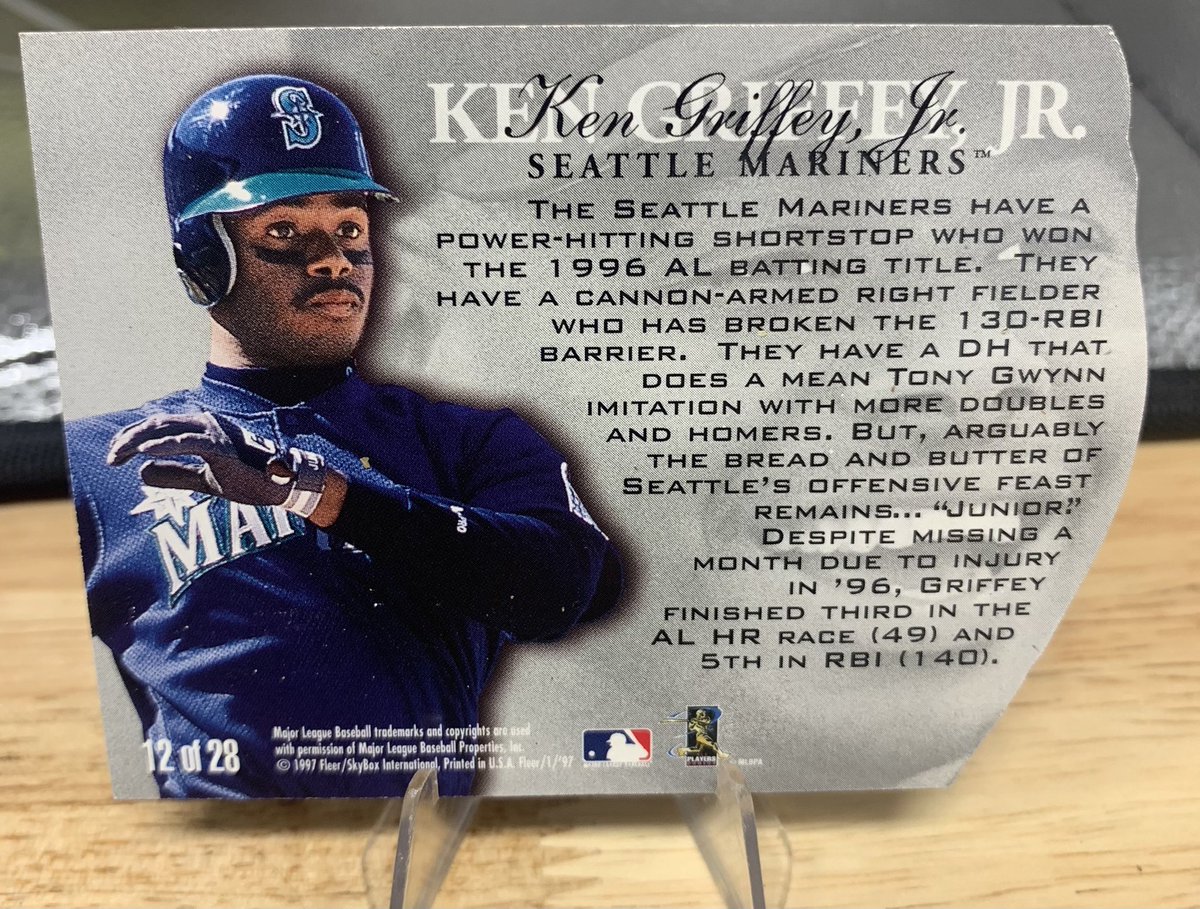 KEN GRIFFEY, JR.
Ken Griffey, Jr.
SEATTLE MARINERS™
THE SEATTLE MARINERS HAVE A
POWER-HITTING SHORTSTOP WHO WON
THE 1996 AL BATTING TITLE. THEY
HAVE A CANNON-ARMED RIGHT FIELDER
WHO HAS BROKEN THE 130-RBI
BARRIER. THEY HAVE A DH THAT
DOES A MEAN TONY GWYNN
IMITATION WITH MORE DOUBLES
AND HOMERS. BUT, ARGUABLY
THE BREAD AND BUTTER OF
SEATTLE'S OFFENSIVE FEAST
REMAINS... “JUNIOR.”
DESPITE MISSING A
MONTH DUE TO INJURY
IN '96, GRIFFEY
FINISHED THIRD IN THE
AL HR RACE (49) AND
5TH IN RBI (140).
S
MAR
12 of 28
Major League Baseball trademarks and copyrights are used
with permission of Major League Baseball Properties, Inc.
© 1997 Fleer/SkyBox International, Printed in U.S.A. Fleer/1/'97
PLAYERS
© MLBPA